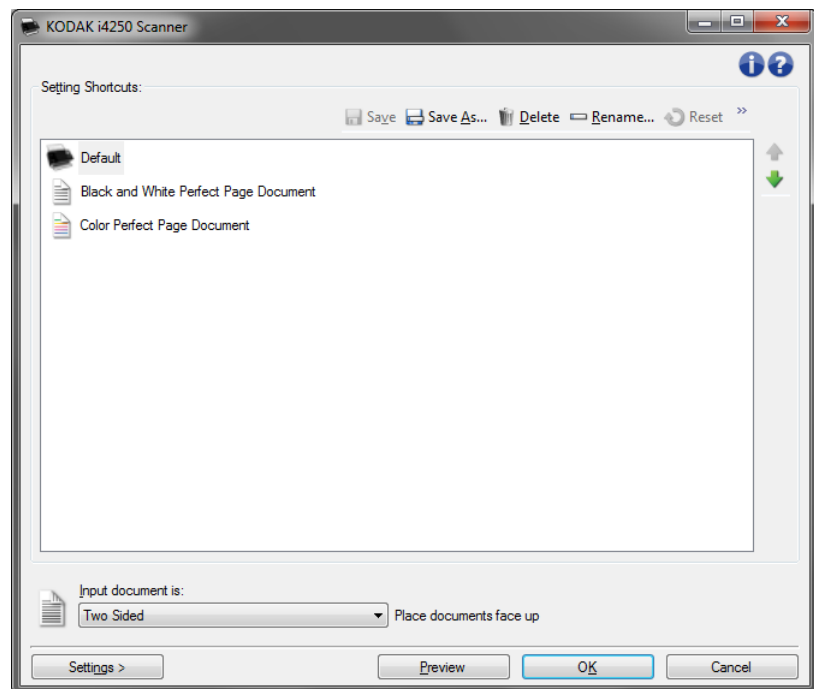 KODAK i4250 Scanner
Setting Shortcuts:
Save Save As... Delete Rename... Reset »
Default
Black and White Perfect Page Document
Color Perfect Page Document
Input document is:
Two Sided Place documents face up
Settings > Preview OK Cancel